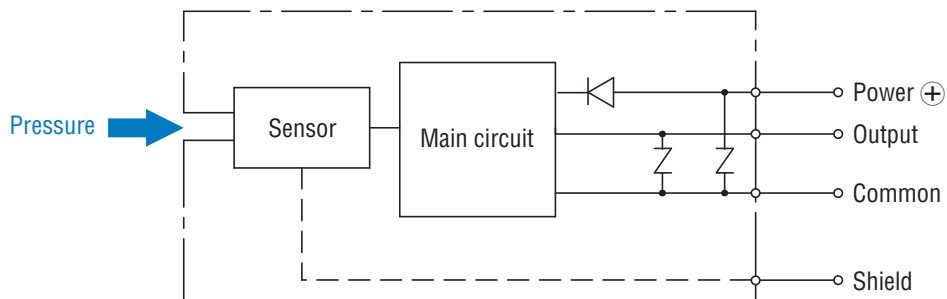 Pressure
Sensor
Main circuit
Power ⊕
Output
Common
Shield